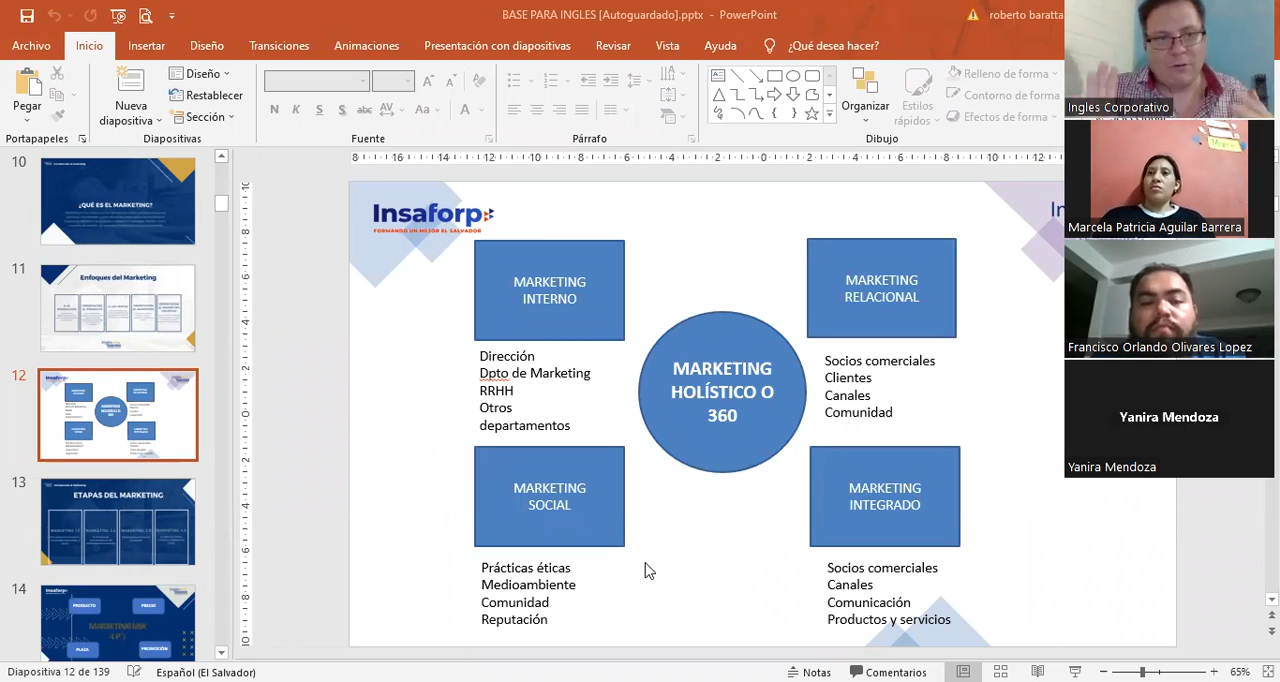 BASE PARA INGLES [Autoguardado].pptx - PowerPoint
roberto baratta
Archivo Inicio Insertar Diseño Transiciones Animaciones Presentación con diapositivas Revisar Vista Ayuda ¿Qué desea hacer?
Pegar
Nueva diapositiva
Diseño
Restablecer
Sección
N K S S abc AV Aa A
Organizar
Estilos rápidos
Relleno de forma
Contorno de forma
Efectos de forma
Portapapeles Diapositivas Fuente Párrafo Dibujo
10
¿QUÉ ES EL MARKETING?
11
Enfoques del Marketing
12
13
ETAPAS DEL MARKETING
14
PRODUCTO
PRECIO
PLAZA
PROMOCIÓN
Insaforp
FORMANDO UN MEJOR EL SALVADOR
MARKETING
INTERNO
Dirección
Dpto de Marketing
RRHH
Otros
departamentos
MARKETING
RELACIONAL
Socios comerciales
Clientes
Canales
Comunidad
MARKETING
HOLÍSTICO O
360
MARKETING
SOCIAL
Prácticas éticas
Medioambiente
Comunidad
Reputación
MARKETING
INTEGRADO
Socios comerciales
Canales
Comunicación
Productos y servicios
Ingles Corporativo
Marcela Patricia Aguilar Barrera
Francisco Orlando Olivares Lopez
Yanira Mendoza
Yanira Mendoza
Diapositiva 12 de 139 Español (El Salvador) Notas Comentarios 65%